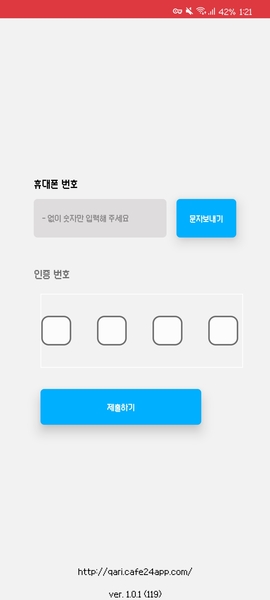 42% 1:21
휴대폰 번호
- 없이 숫자만 입력해 주세요
문자보내기
인증 번호
제출하기
http://qari.cafe24app.com/
ver. 1.0.1 (119)